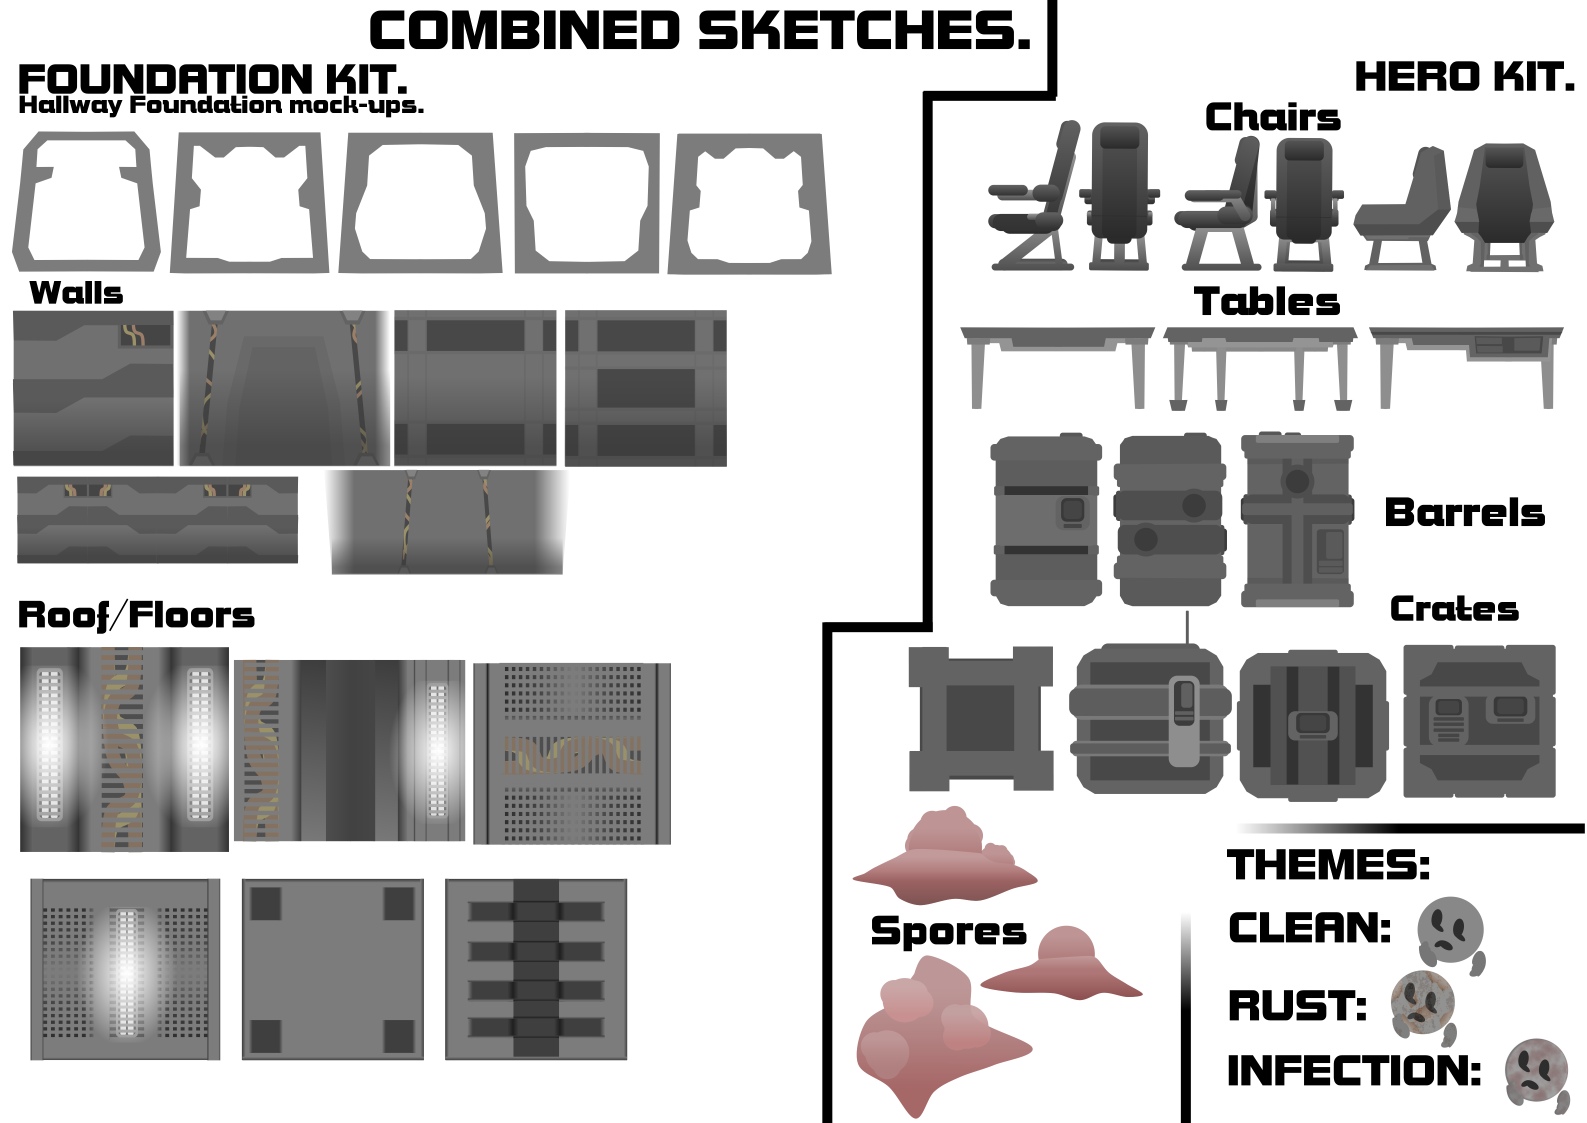 COMBINED SKETCHES.
FOUNDATION KIT.
Hallway Foundation mock-ups.
Walls
Roof/Floors
HERO KIT.
Chairs
Tables
Barrels
Crates
Spores
THEMES:
CLEAN:
RUST:
INFECTION: